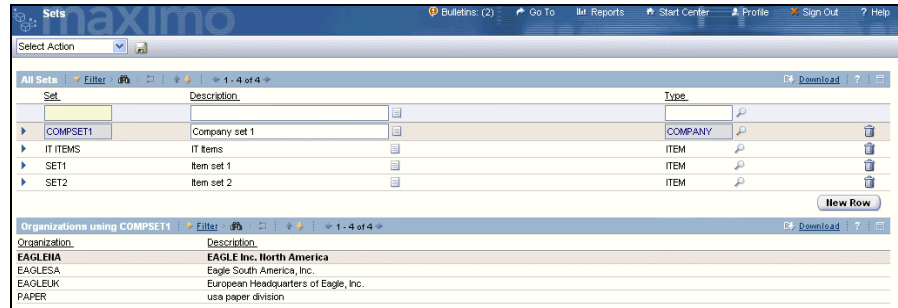 Sets maximo Bulletins: (2) Go To Reports Start Center Profile Sign Out ? Help
Select Action
All Sets Filter 1 - 4 of 4 Download ?
Set Description Type
COMPSET1 Company set 1 COMPANY
IT ITEMS IT Items ITEM
SET1 Item set 1 ITEM
SET2 Item set 2 ITEM
New Row
Organizations using COMPSET1 Filter 1 - 4 of 4 Download ?
Organization Description
EAGLENA EAGLE Inc. North America
EAGLESA Eagle South America, Inc.
EAGLEUK European Headquarters of Eagle, Inc.
PAPER usa paper division